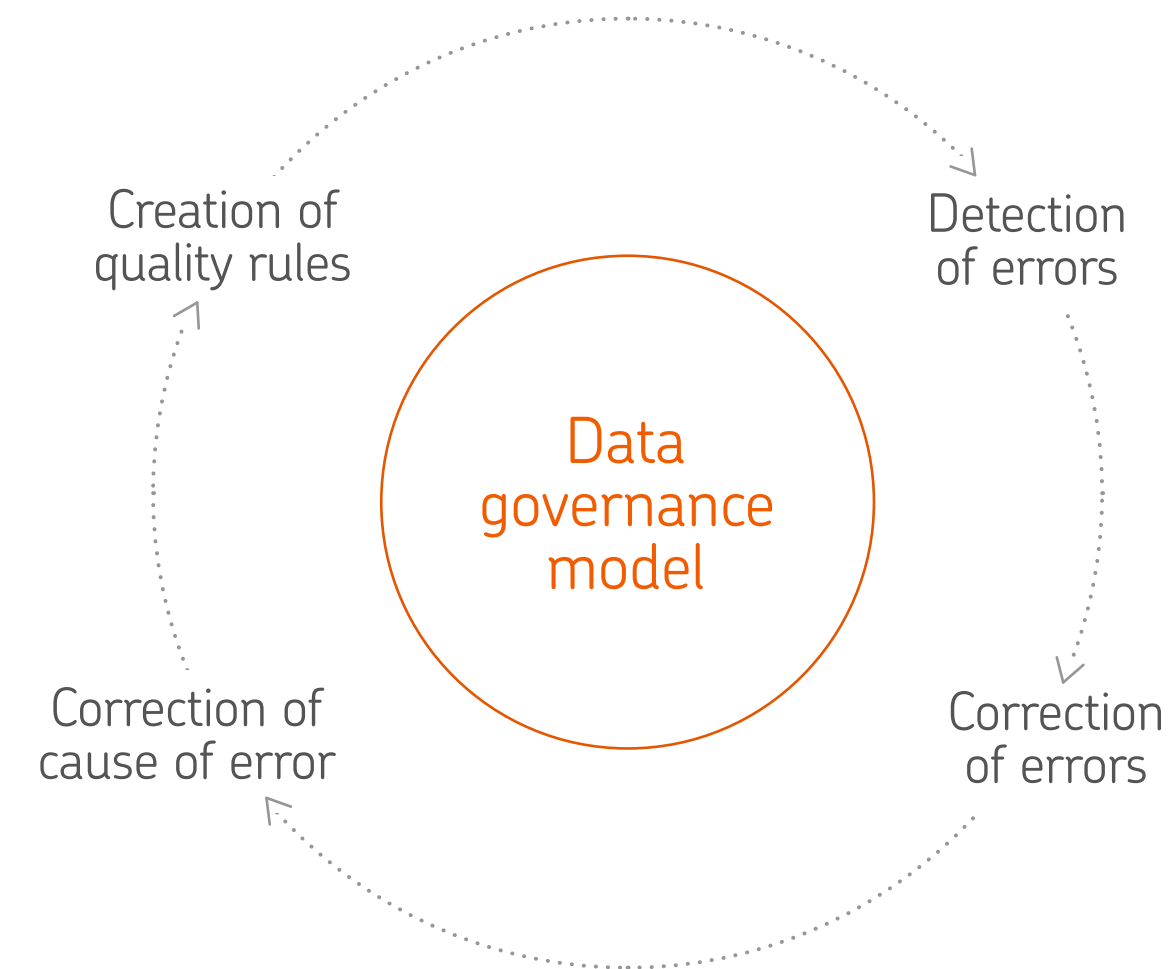 Creation of
quality rules
Detection
of errors
Data
governance
model
Correction of
cause of error
Correction
of errors